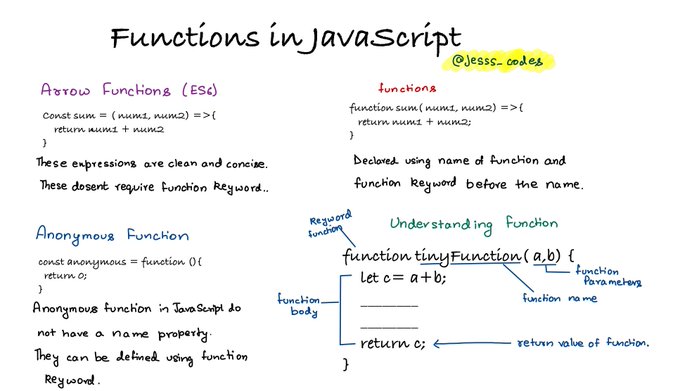 Functions in JavaScript
@Jesss_codes
Arrow Functions (ES6)
Const sum = (num1, num2) =>{
return num1 + num2
}
These expressions are clean and concise.
These dosent require function keyword..
functions
function sum(num1, num2) =>{
return num1 + num2;
}
Declared using name of function and
function keyword before the name.
Anonymous Function
const anonymous = function (){
return 0;
}
Anonymous function in JavaScript do
not have a name property.
They can be defined using function
keyword.
Understanding Function
Keyword
function
function tinyFunction(a,b) {
function
Parameters
let c= a+b;
function name
function
body
return c;
return value of function.
}